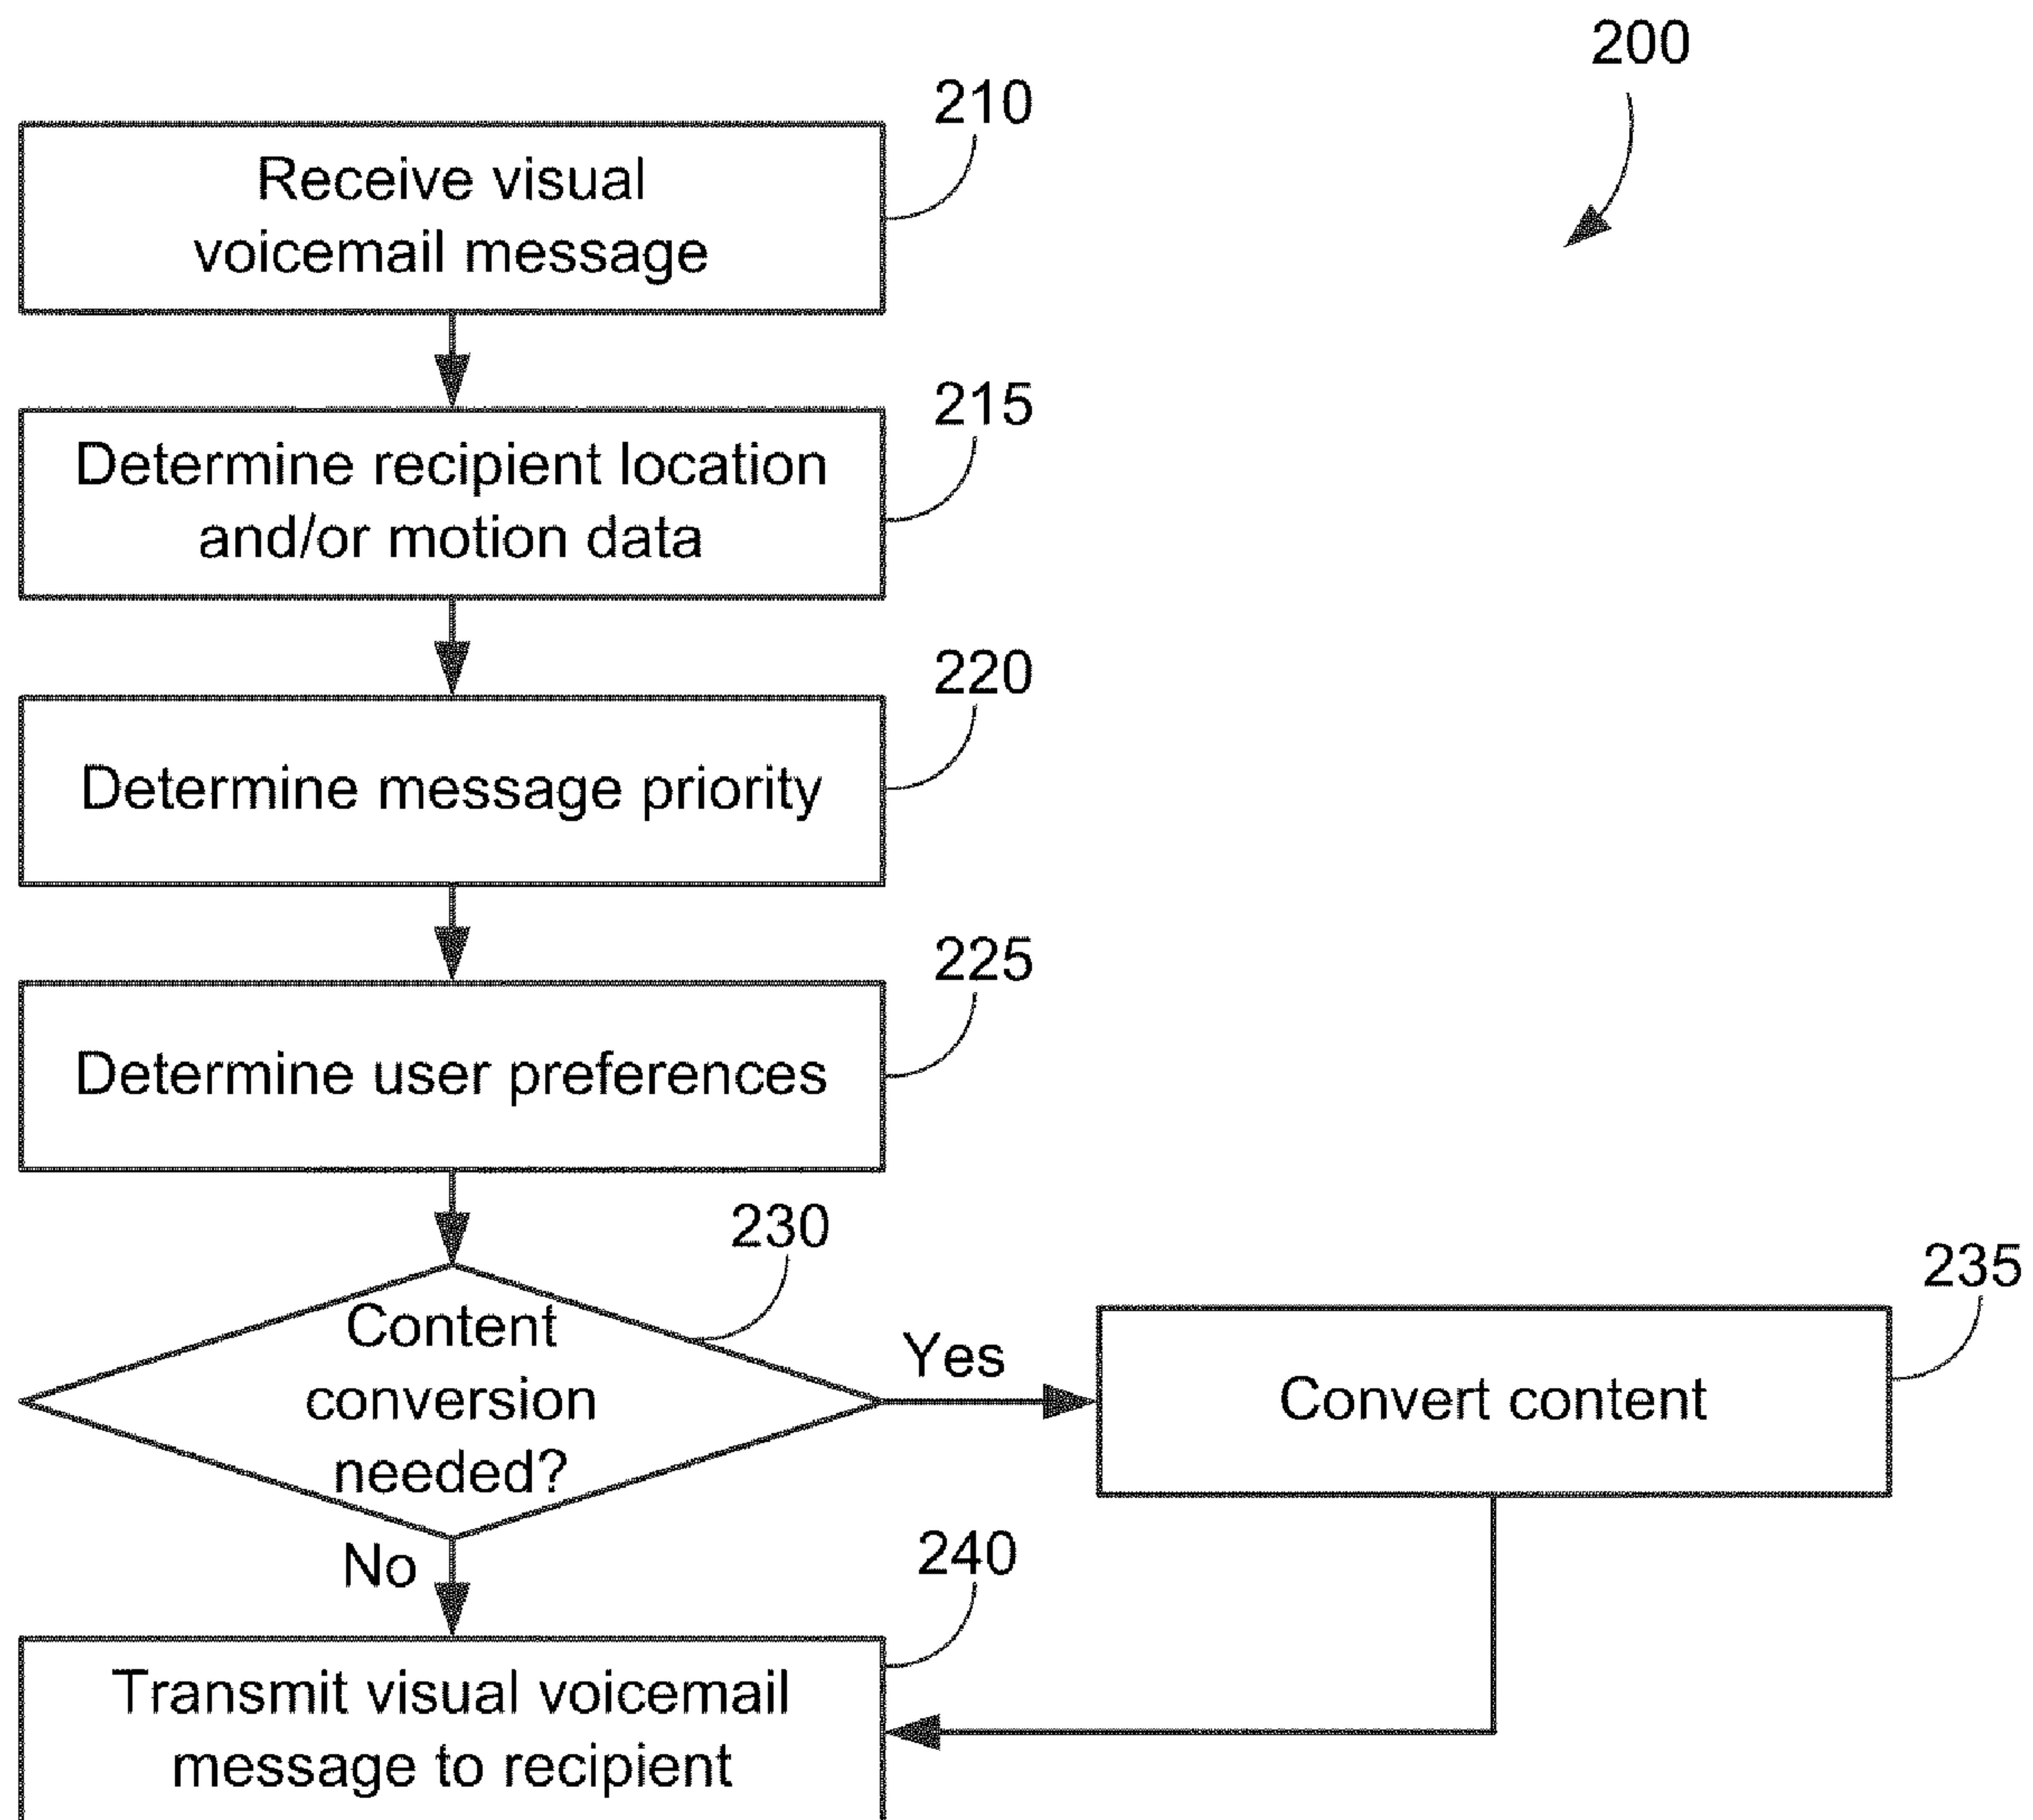 200
210
Receive visual
voicemail message
215
Determine recipient location
and/or motion data
220
Determine message priority
225
Determine user preferences
230
Content
conversion
needed?
Yes
235
Convert content
No
240
Transmit visual voicemail
message to recipient